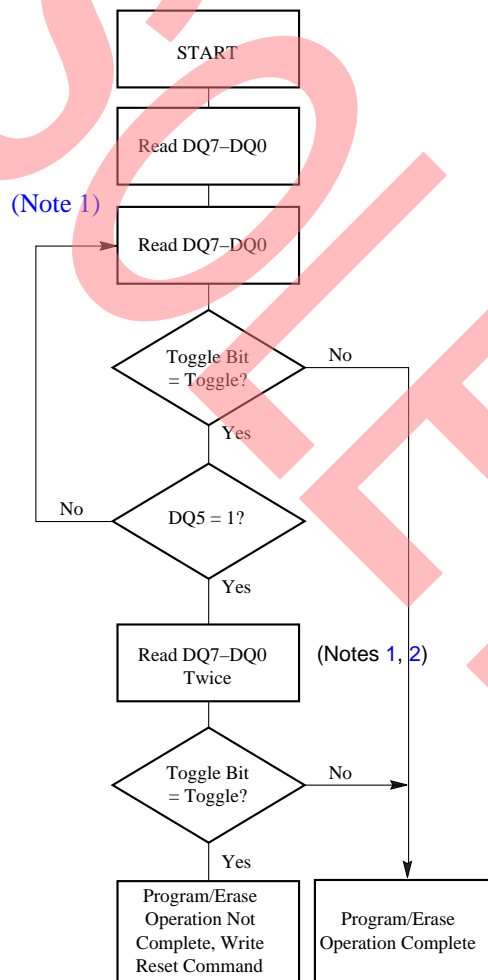 START
Read DQ7–DQ0
(Note 1)
Read DQ7–DQ0
Toggle Bit
= Toggle?
No
Yes
No
DQ5 = 1?
Yes
Read DQ7–DQ0
Twice
(Notes 1, 2)
Toggle Bit
= Toggle?
No
Yes
Program/Erase
Operation Not
Complete, Write
Reset Command
Program/Erase
Operation Complete